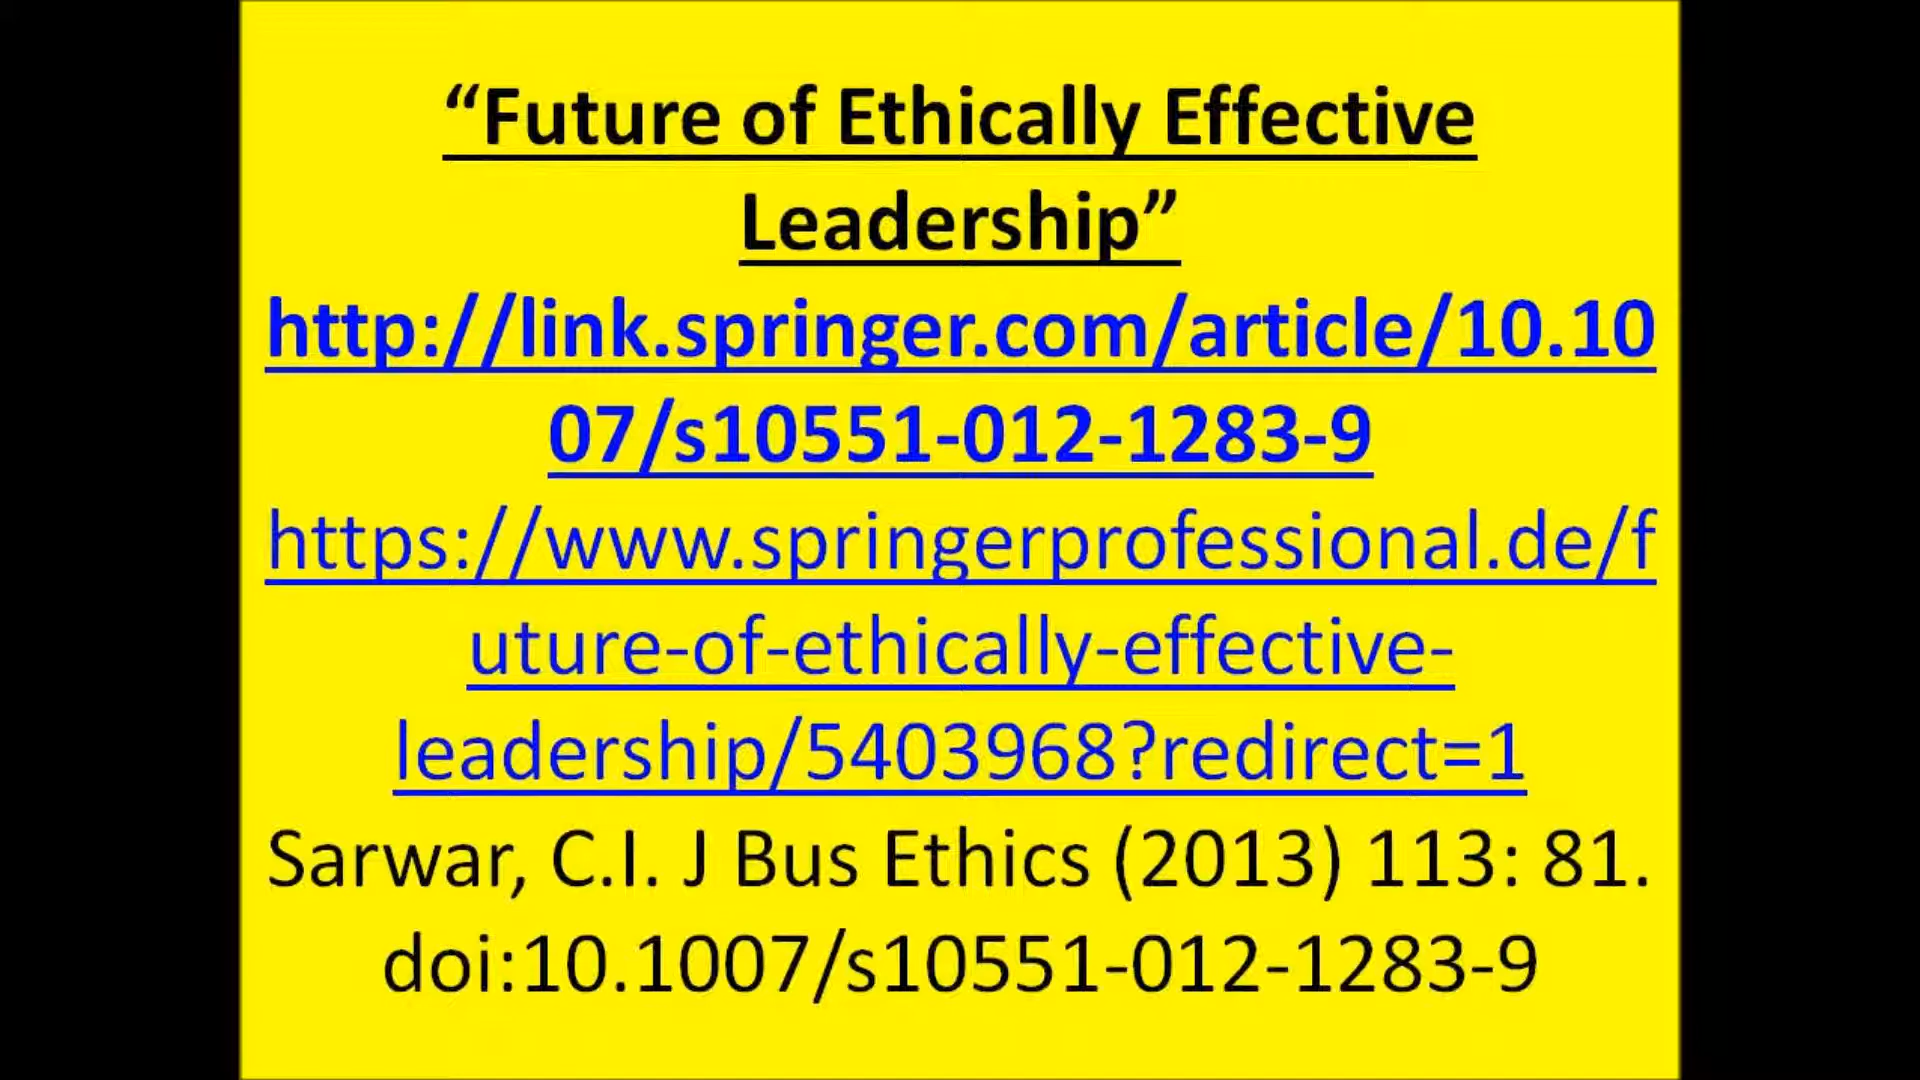 “Future of Ethically Effective
Leadership”
http://link.springer.com/article/10.10
07/s10551-012-1283-9
https://www.springerprofessional.de/f
uture-of-ethically-effective-
leadership/5403968?redirect=1
Sarwar, C.I. J Bus Ethics (2013) 113: 81.
doi:10.1007/s10551-012-1283-9